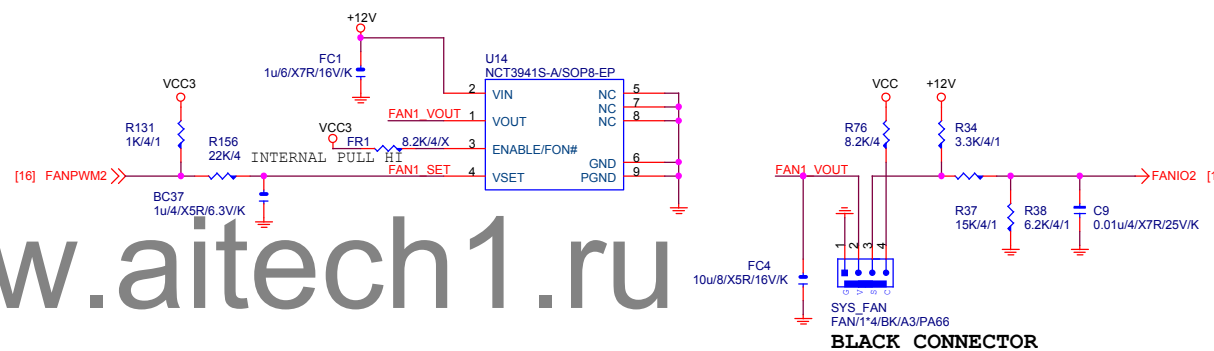 +12V
FC1
1u/6/X7R/16V/K
U14
NCT3941S-A/SOP8-EP
2 VIN NC 5
NC 7
FAN1_VOUT 1 VOUT NC 8
VCC3
FR1 8.2K/4/X 3 ENABLE/FON#
INTERNAL PULL HI
GND 6
FAN1_SET 4 VSET PGND 9
VCC3
R131
1K/4/1
R156
22K/4
[16] FANPWM2
BC37
1u/4/X5R/6.3V/K
VCC +12V
R76
8.2K/4
R34
3.3K/4/1
FAN1_VOUT
FANIO2 [1
R37
15K/4/1
R38
6.2K/4/1
C9
0.01u/4/X7R/25V/K
FC4
10u/8/X5R/16V/K
1 2 3 4
G V S C
SYS_FAN
FAN/1*4/BK/A3/PA66
BLACK CONNECTOR
w.aitech1.ru